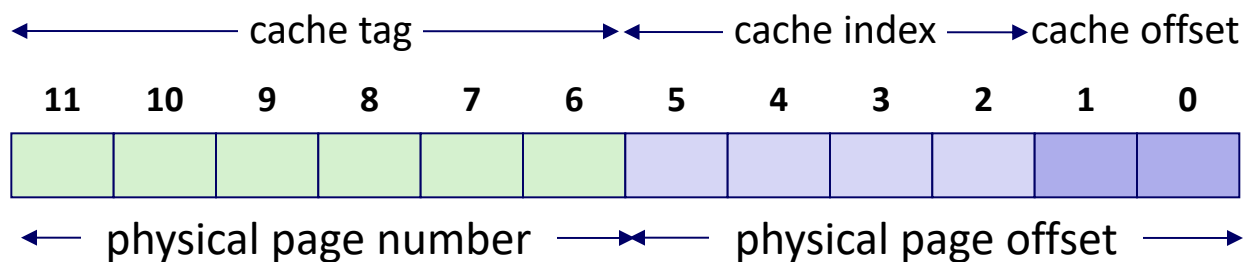 cache tag cache index cache offset
11 10 9 8 7 6 5 4 3 2 1 0
physical page number physical page offset